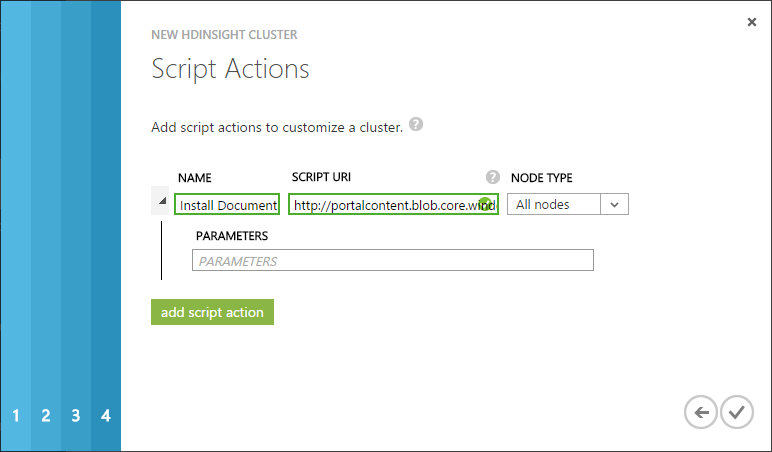 NEW HDINSIGHT CLUSTER
Script Actions
Add script actions to customize a cluster. ?
NAME SCRIPT URI ? NODE TYPE
Install Document http://portalcontent.blob.core.wind All nodes
PARAMETERS
PARAMETERS
add script action
1 2 3 4